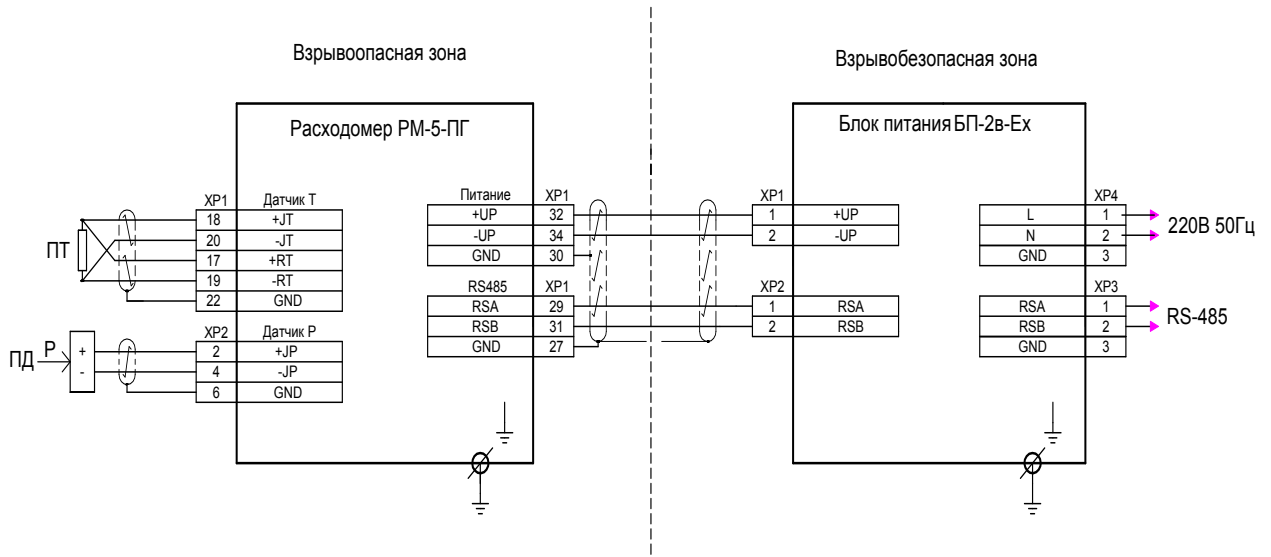 Взрывоопасная зона
Взрывобезопасная зона
Расходомер РМ-5-ПГ
Блок питания БП-2в-Ех
XP1 Датчик Т
18 +JT
20 -JT
17 +RT
19 -RT
22 GND
ПТ
XP2 Датчик Р
2 +JP
4 -JP
6 GND
ПД Р + -
Питание XP1
+UP 32
-UP 34
GND 30
RS485 XP1
RSA 29
RSB 31
GND 27
XP1
1 +UP
2 -UP
XP2
1 RSA
2 RSB
XP4
L 1
N 2
GND 3
220В 50Гц
XP3
RSA 1
RSB 2
GND 3
RS-485